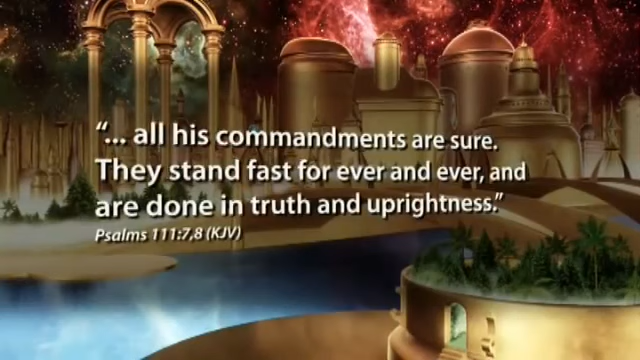 “... all his commandments are sure.
They stand fast for ever and ever, and
are done in truth and uprightness.”
Psalms 111:7,8 (KJV)